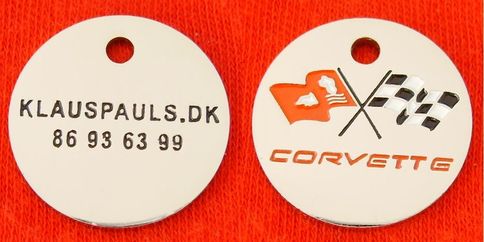 KLAUSPAULS.DK
86 93 63 99
CORVETTE